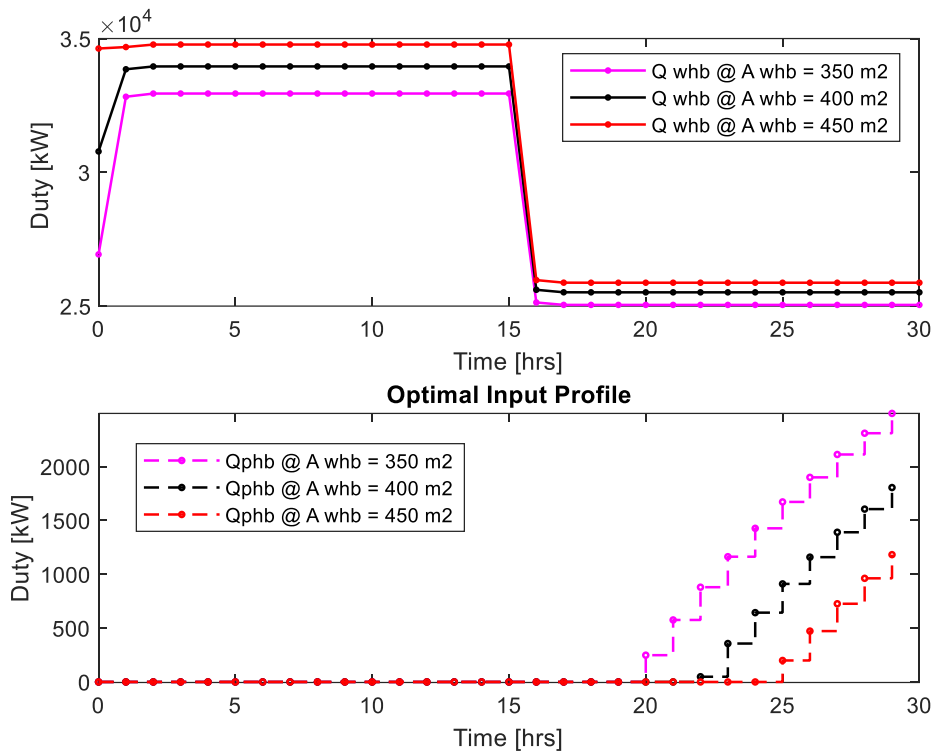 ×10⁴
3.5
3
2.5
Duty [kW]
Q whb @ A whb = 350 m2
Q whb @ A whb = 400 m2
Q whb @ A whb = 450 m2
0 5 10 15 20 25 30
Time [hrs]
Optimal Input Profile
2000
1500
1000
500
0
Duty [kW]
Qphb @ A whb = 350 m2
Qphb @ A whb = 400 m2
Qphb @ A whb = 450 m2
0 5 10 15 20 25 30
Time [hrs]